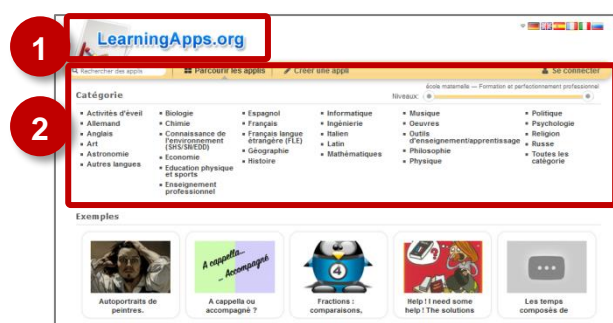 1
LearningApps.org
Rechercher des applis
Parcourir les applis
Créer une appli
Se connecter
2
Catégorie
école maternelle — Formation et perfectionnement professionnel
Niveaux:
Activités d'éveil
Allemand
Anglais
Art
Astronomie
Autres langues
Biologie
Chimie
Connaissance de
l'environnement
(SHS/SN/EDD)
Economie
Education physique
et sports
Enseignement
professionnel
Espagnol
Français
Français langue
étrangère (FLE)
Géographie
Histoire
Informatique
Ingénierie
Italien
Latin
Mathématiques
Musique
Oeuvres
Outils
d'enseignement/apprentissage
Philosophie
Physique
Politique
Psychologie
Religion
Russe
Toutes les
catégorie
Exemples
A cappella...
... Accompagné
4
Autoportraits de
peintres.
A cappella ou
accompagné ?
Fractions :
comparaisons,
Help ! I need some
help ! The solutions
Les temps
composés de